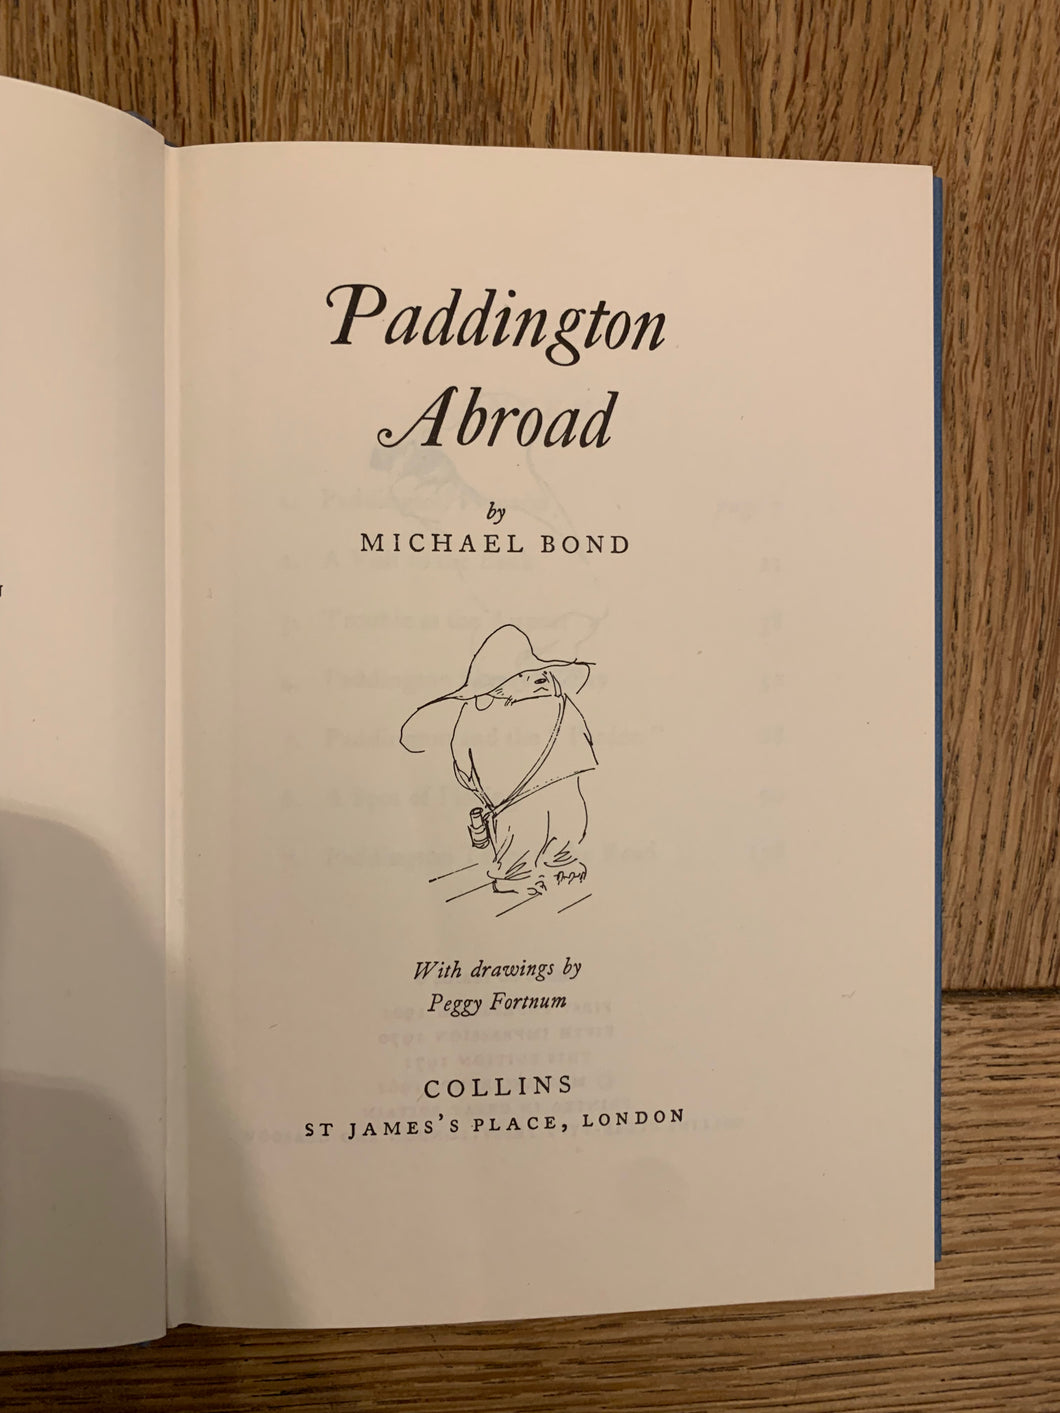 Paddington
Abroad
by
MICHAEL BOND
With drawings by
Peggy Fortnum
COLLINS
ST JAMES'S PLACE, LONDON